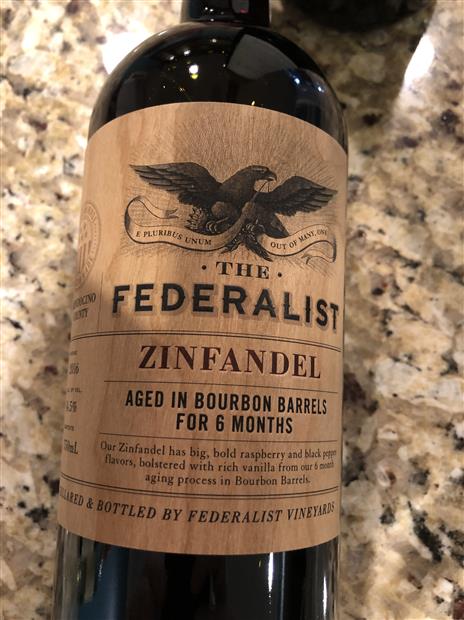 E PLURIBUS UNUM
OUT OF MANY, ONE
· THE ·
FEDERALIST
ZINFANDEL
AGED IN BOURBON BARRELS
FOR 6 MONTHS
Our Zinfandel has big, bold raspberry and black pepper
flavors, bolstered with rich vanilla from our 6 month
aging process in Bourbon Barrels.
& BOTTLED BY FEDERALIST VINEYARDS
COUNTY
2016